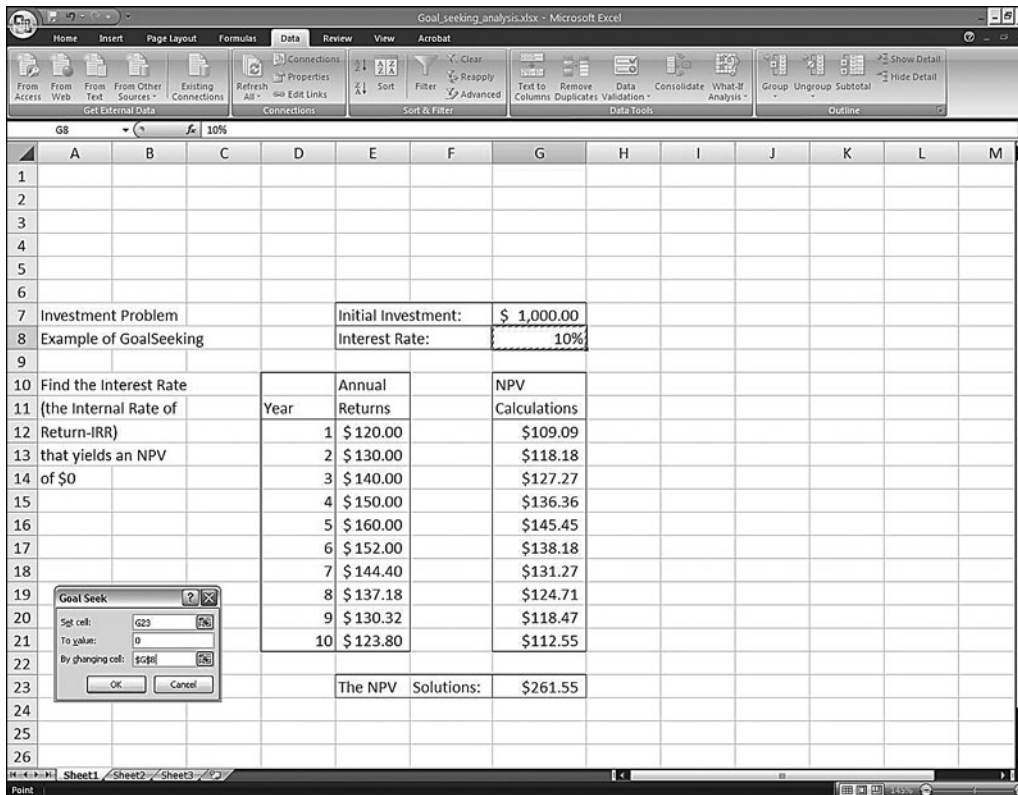 Goal_seeking_analysis.xlsx - Microsoft Excel
Home Insert Page Layout Formulas Data Review View Acrobat
From Access From Web From Text From Other Sources Existing Connections
Get External Data
Refresh All Connections Properties Edit Links
Connections
Sort Filter Clear Reapply Advanced
Sort & Filter
Text to Columns Remove Duplicates Data Validation Consolidate What-If Analysis
Data Tools
Group Ungroup Subtotal Show Detail Hide Detail
Outline
G8 fx 10%
A B C D E F G H I J K L M
1
2
3
4
5
6
7 Investment Problem Initial Investment: $ 1,000.00
8 Example of GoalSeeking Interest Rate: 10%
9
10 Find the Interest Rate Annual NPV
11 (the Internal Rate of Year Returns Calculations
12 Return-IRR) 1 $ 120.00 $109.09
13 that yields an NPV 2 $ 130.00 $118.18
14 of $0 3 $ 140.00 $127.27
15 4 $ 150.00 $136.36
16 5 $ 160.00 $145.45
17 6 $ 152.00 $138.18
18 7 $ 144.40 $131.27
19 8 $ 137.18 $124.71
20 9 $ 130.32 $118.47
21 10 $ 123.80 $112.55
22
23 The NPV Solutions: $261.55
24
25
26
Goal Seek
Set cell: G23
To value: 0
By changing cell: $G$8
OK Cancel
Sheet1 Sheet2 Sheet3
Point 145%